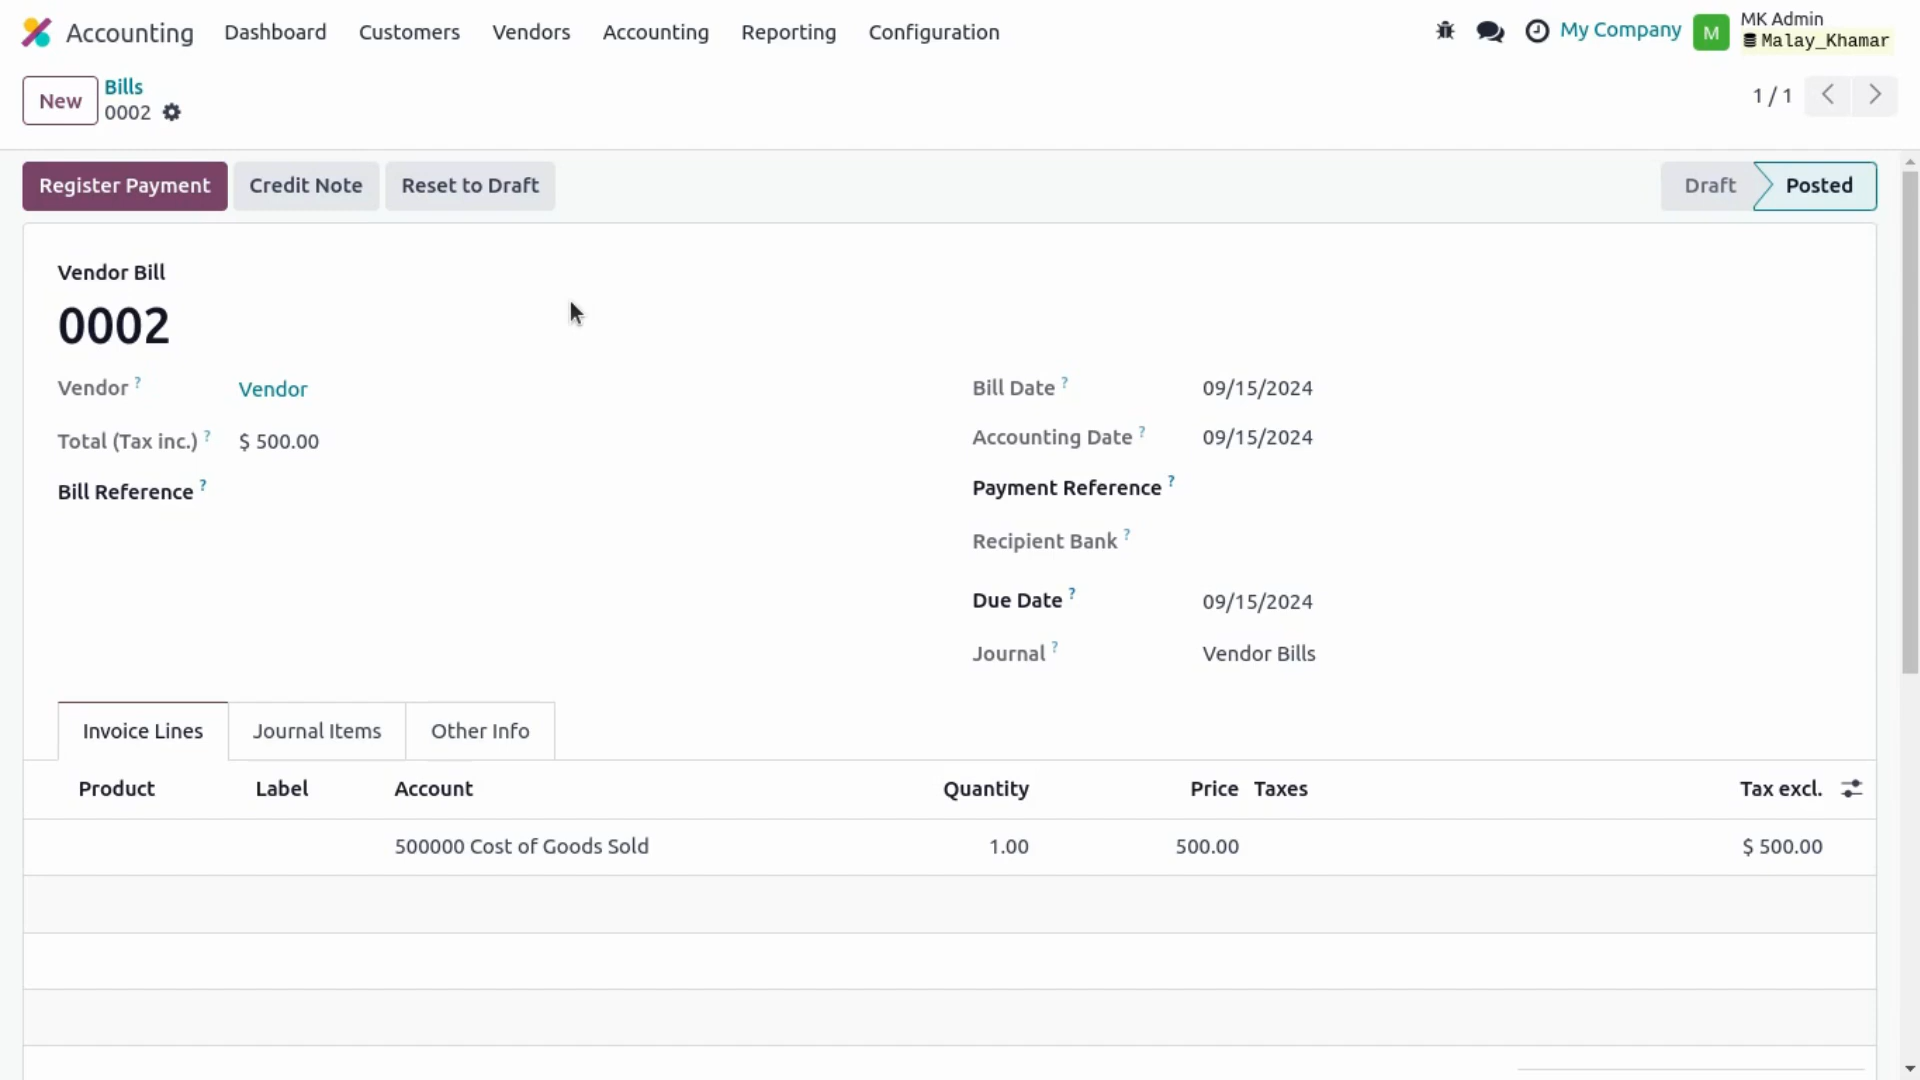 Accounting Dashboard Customers Vendors Accounting Reporting Configuration My Company M MK Admin
Malay_Khamar
New Bills
0002
1 / 1
Register Payment Credit Note Reset to Draft Draft Posted
Vendor Bill
0002
Vendor ? Vendor
Total (Tax inc.) ? $ 500.00
Bill Reference ?
Bill Date ? 09/15/2024
Accounting Date ? 09/15/2024
Payment Reference ?
Recipient Bank ?
Due Date ? 09/15/2024
Journal ? Vendor Bills
Invoice Lines Journal Items Other Info
Product Label Account Quantity Price Taxes Tax excl.
500000 Cost of Goods Sold 1.00 500.00 $ 500.00